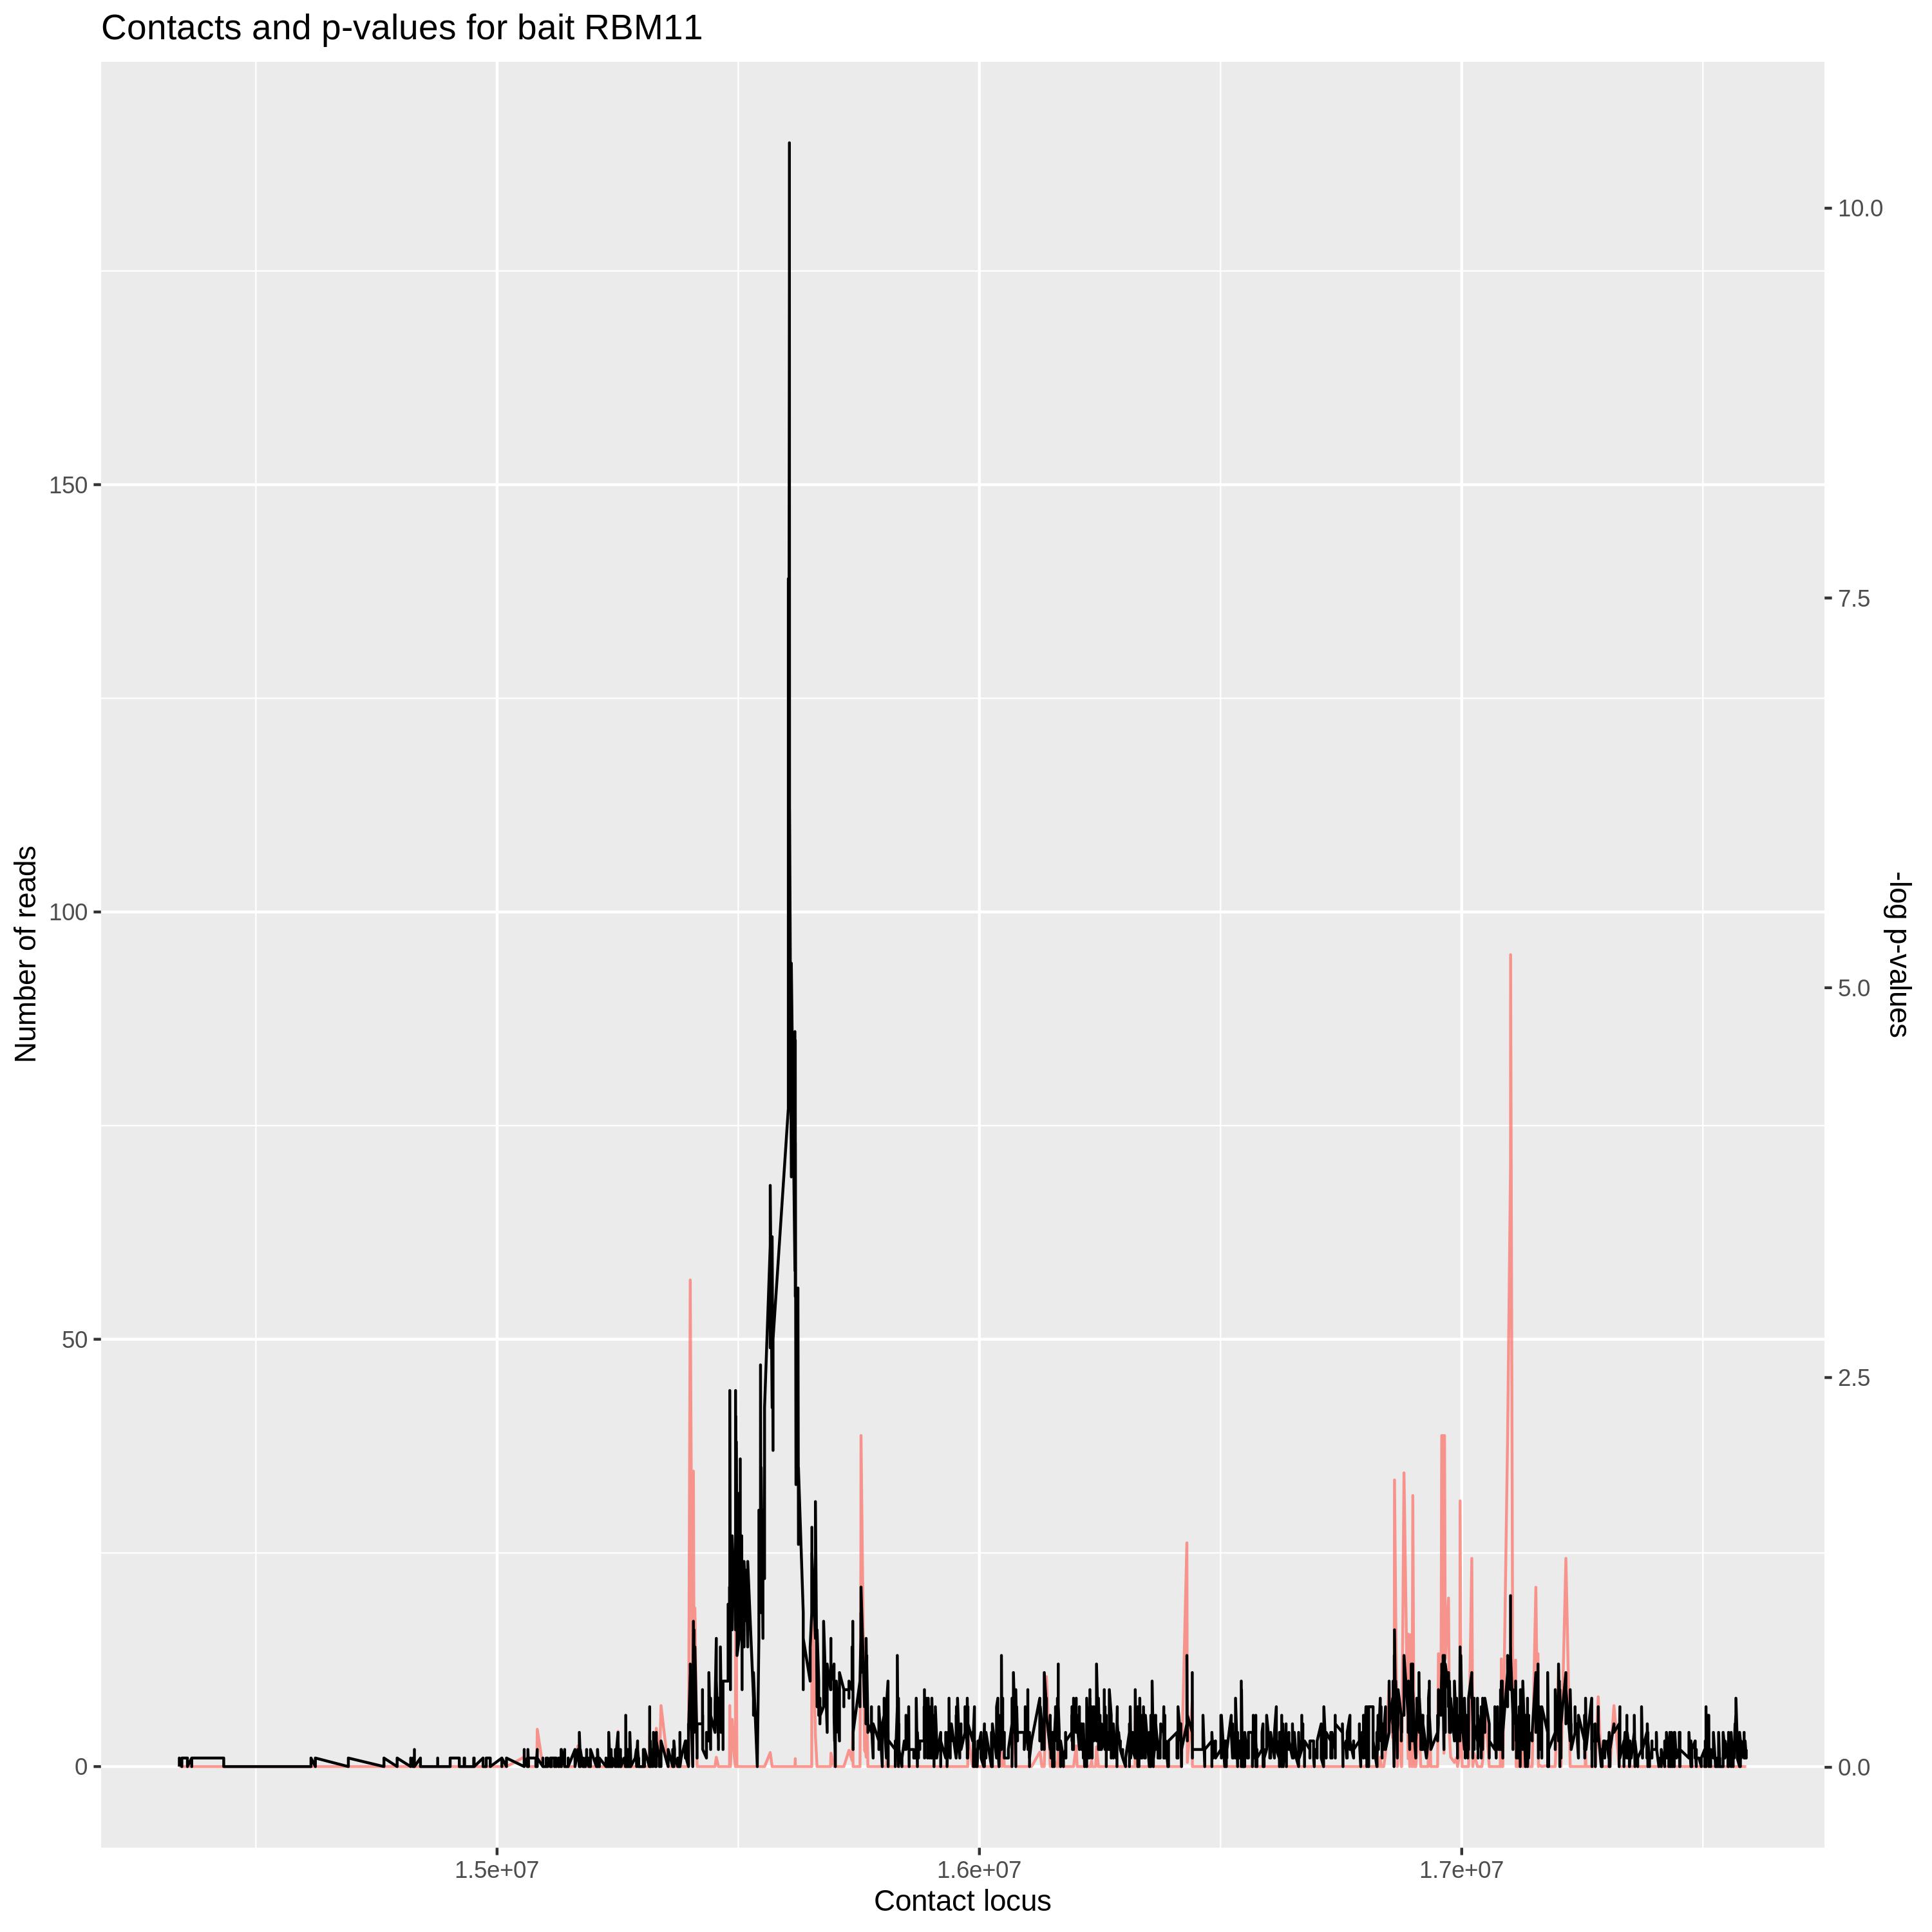 Contacts and p-values for bait RBM11
Number of reads
150
100
50
0
10.0
7.5
5.0
2.5
0.0
-log p-values
1.5e+07
1.6e+07
1.7e+07
Contact locus